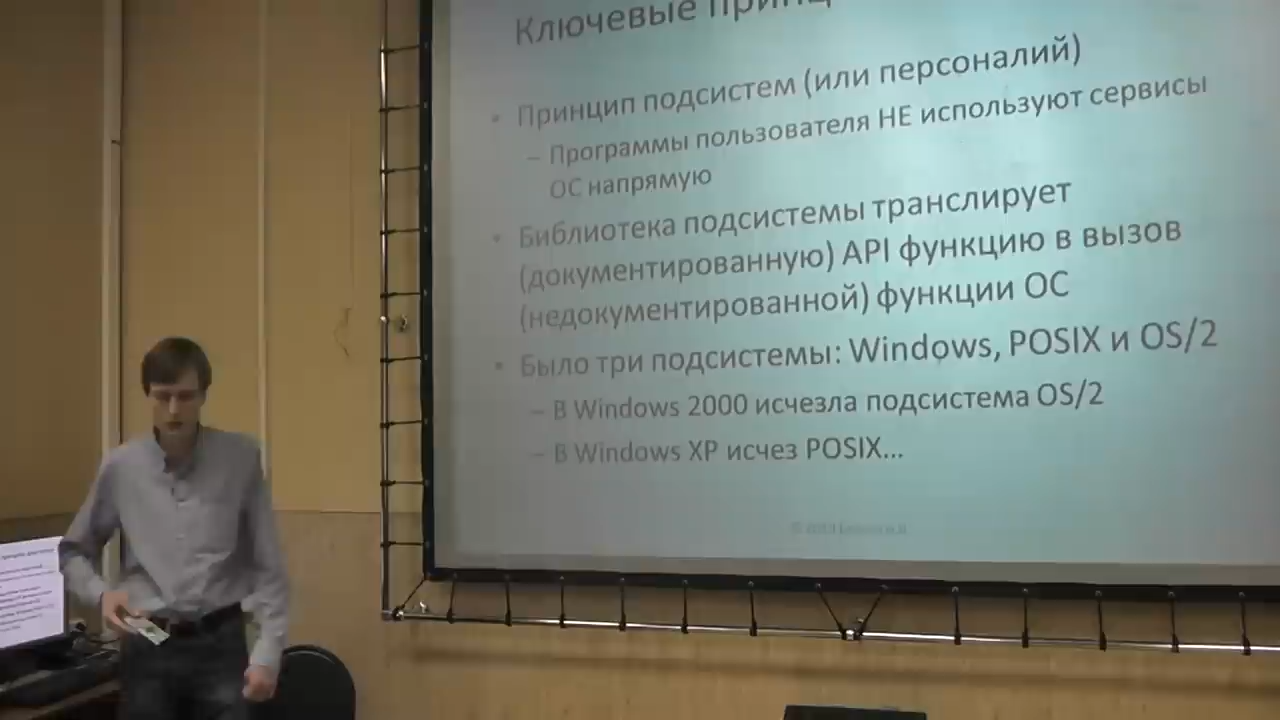 Ключевые принц
• Принцип подсистем (или персоналий)
– Программы пользователя НЕ используют сервисы
ОС напрямую
• Библиотека подсистемы транслирует
(документированную) API функцию в вызов
(недокументированной) функции ОС
• Было три подсистемы: Windows, POSIX и OS/2
– В Windows 2000 исчезла подсистема OS/2
– В Windows XP исчез POSIX...